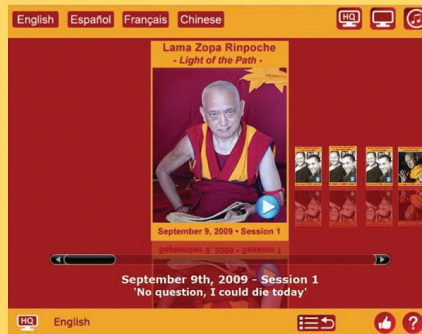 English Español Français Chinese HQ
Lama Zopa Rinpoche
- Light of the Path -
September 9, 2009 • Session 1
September 9th, 2009 - Session 1
'No question, I could die today'
HQ English ?